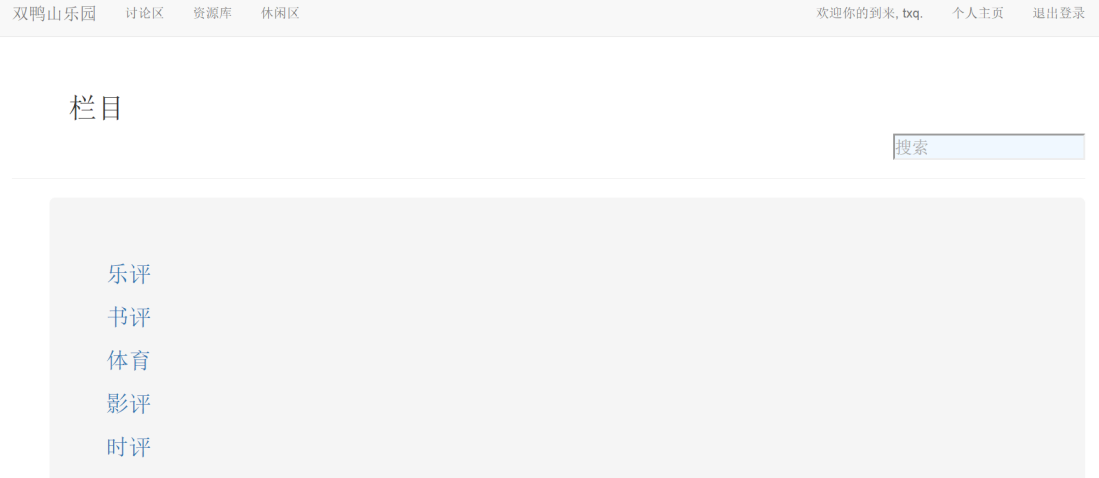 双鸭山乐园 讨论区 资源库 休闲区 欢迎你的到来, txq. 个人主页 退出登录
栏目
搜索
乐评
书评
体育
影评
时评